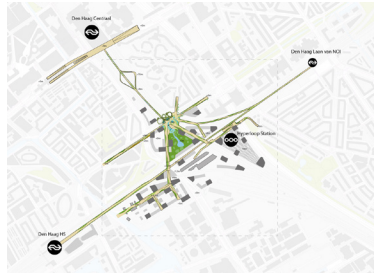 Den Haag Centraal
Den Haag Laan van NOI
Hyperloop Station
Den Haag HS